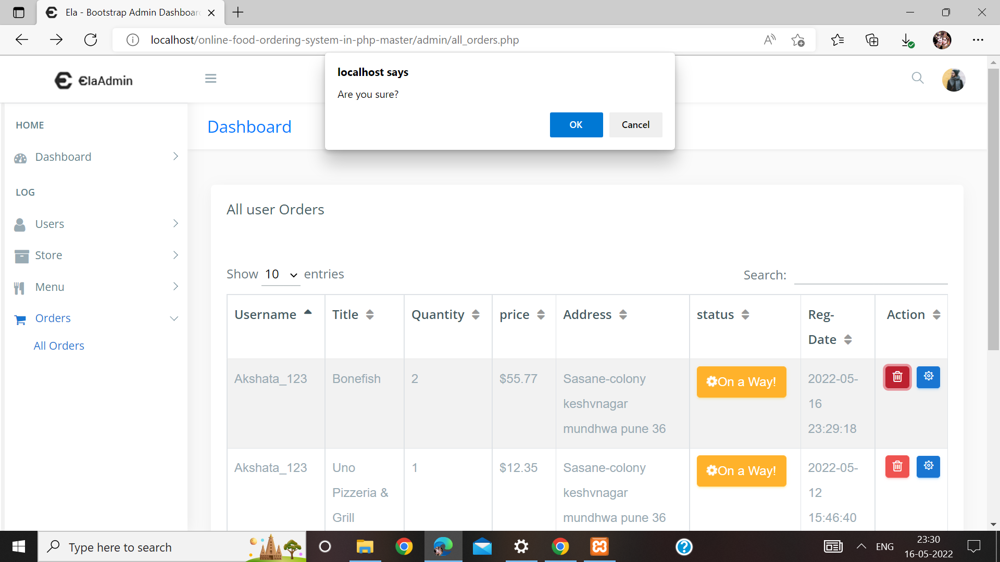 Ela - Bootstrap Admin Dashboar
localhost/online-food-ordering-system-in-php-master/admin/all_orders.php
localhost says
Are you sure?
OK
Cancel
ElaAdmin
HOME
Dashboard
LOG
Users
Store
Menu
Orders
All Orders
Dashboard
All user Orders
Show 10 entries
Search:
Username
Title
Quantity
price
Address
status
Reg-
Date
Action
Akshata_123
Bonefish
2
$55.77
Sasane-colony
keshvnagar
mundhwa pune 36
On a Way!
2022-05-
16
23:29:18
Akshata_123
Uno
Pizzeria &
Grill
1
$12.35
Sasane-colony
keshvnagar
mundhwa pune 36
On a Way!
2022-05-
12
15:46:40
Type here to search
ENG
23:30
16-05-2022